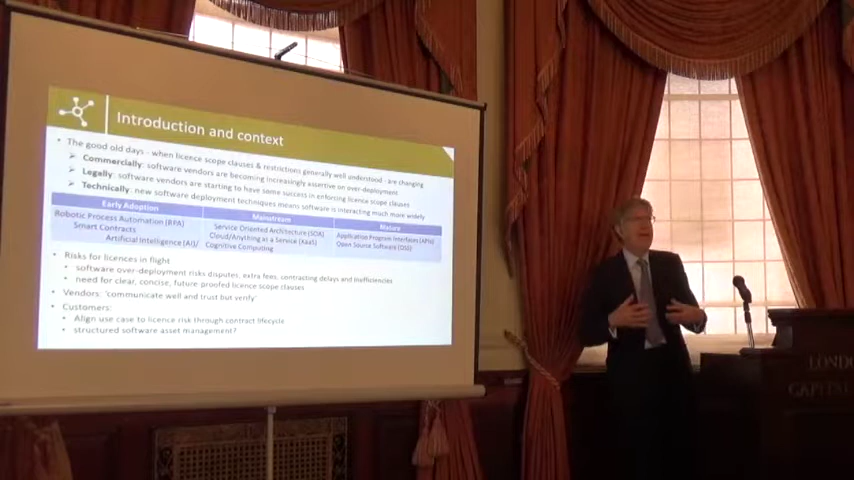 Introduction and context
• The good old days - when licence scope clauses & restrictions generally well understood - are changing
➢ Commercially: software vendors are becoming increasingly assertive on over-deployment
➢ Legally: software vendors are starting to have some success in enforcing licence scope clauses
➢ Technically: new software deployment techniques means software is interacting much more widely
Early Adoption Mainstream Mature
Robotic Process Automation (RPA) Service Oriented Architecture (SOA) Application Program Interfaces (APIs)
Smart Contracts Cloud/Anything as a Service (XaaS) Open Source Software (OSS)
Artificial Intelligence (AI) Cognitive Computing
• Risks for licences in flight
• software over-deployment risks disputes, extra fees, contracting delays and inefficiencies
• need for clear, concise, future proofed licence scope clauses
• Vendors: 'communicate well and trust but verify'
• Customers:
• Align use case to licence risk through contract lifecycle
• structured software asset management?
LONDO
CAPITAL